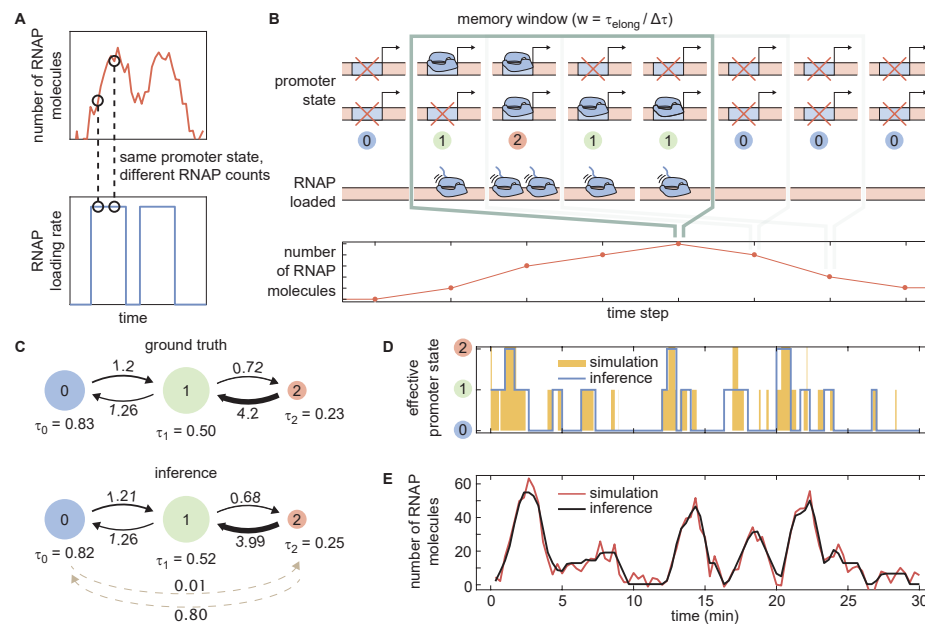 A
number of RNAP
molecules
same promoter state,
different RNAP counts
RNAP
loading rate
time
B
memory window (w = τelong / Δτ)
promoter
state
0 1 2 1 1 0 0 0
RNAP
loaded
number
of RNAP
molecules
time step
C
ground truth
0 1.2 1 0.72 2
1.26 4.2
τ0 = 0.83
τ1 = 0.50
τ2 = 0.23
inference
0 1.21 1 0.68 2
1.26 3.99
τ0 = 0.82
τ1 = 0.52
τ2 = 0.25
0.01
0.80
D
effective
promoter state
2
1
0
simulation
inference
E
number of RNAP
molecules
60
40
20
0
simulation
inference
0 5 10 15 20 25 30
time (min)